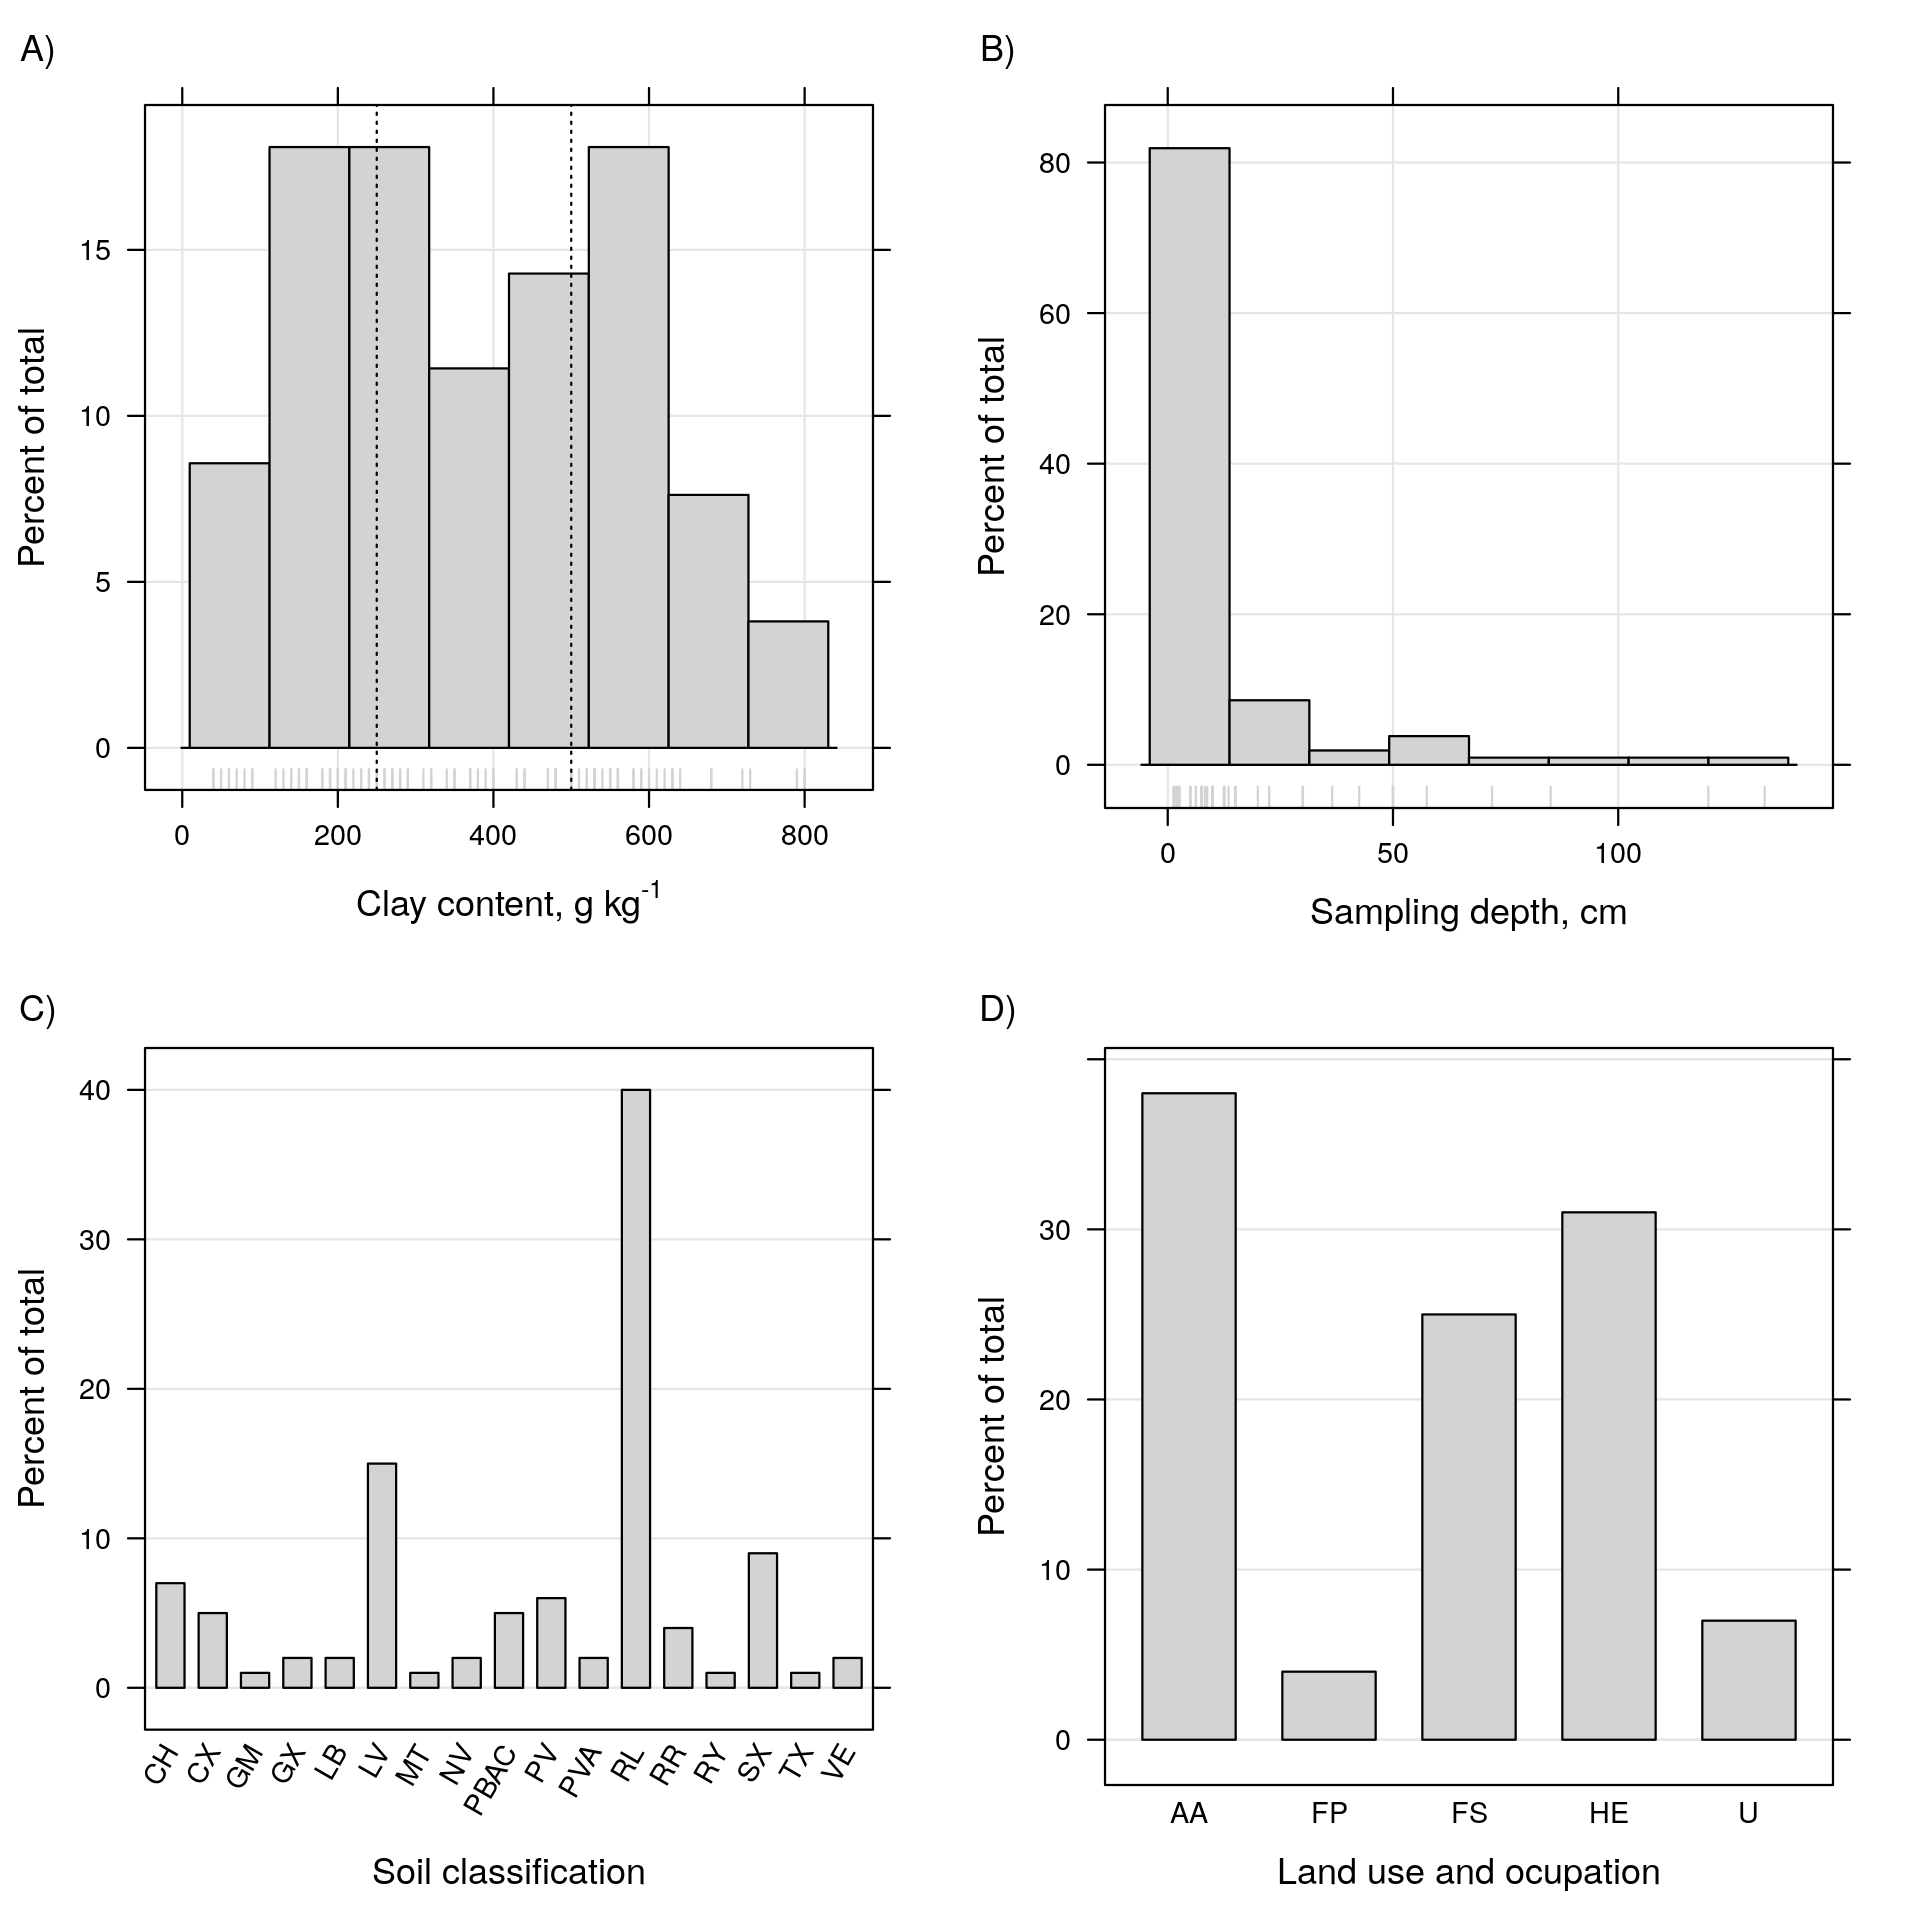 A)
Percent of total
15
10
5
0
0 200 400 600 800
Clay content, g kg-1
B)
Percent of total
80
60
40
20
0
0 50 100
Sampling depth, cm
C)
Percent of total
40
30
20
10
0
CH CX GM GX LB LV MT NV PBAC PV PVA RL RR RY SX TX VE
Soil classification
D)
Percent of total
30
20
10
0
AA FP FS HE U
Land use and ocupation